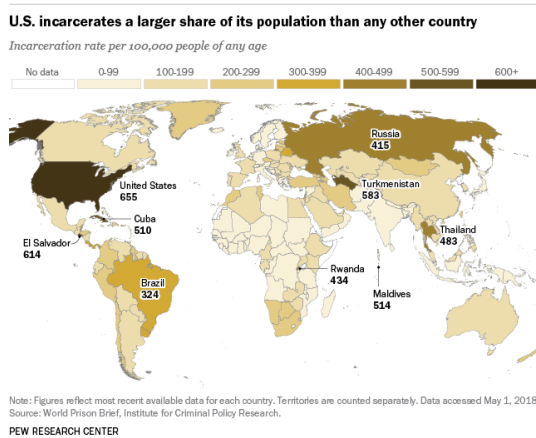 U.S. incarcerates a larger share of its population than any other country
Incarceration rate per 100,000 people of any age
No data 0-99 100-199 200-299 300-399 400-499 500-599 600+
Russia
415
United States
655
Turkmenistan
583
Cuba
510
Thailand
483
El Salvador
614
Rwanda
434
Brazil
324
Maldives
514
Note: Figures reflect most recent available data for each country. Territories are counted separately. Data accessed May 1, 2018
Source: World Prison Brief, Institute for Criminal Policy Research.
PEW RESEARCH CENTER